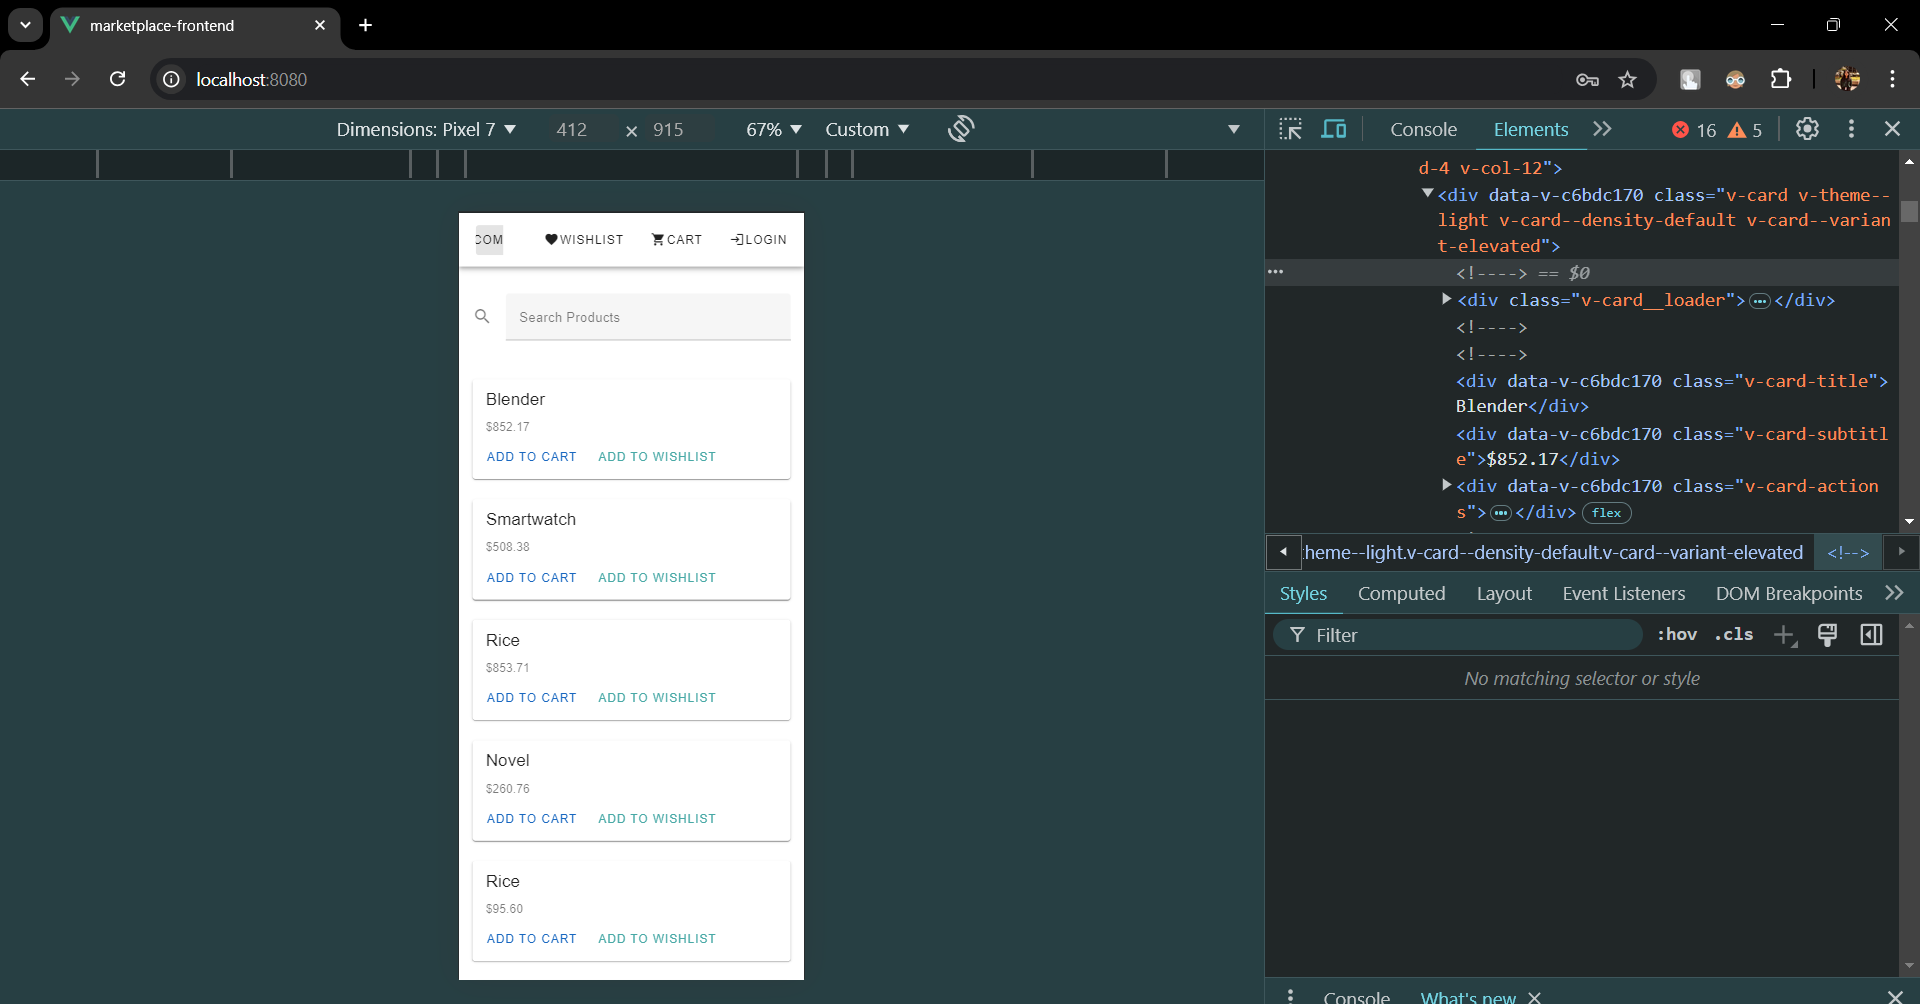 marketplace-frontend
localhost:8080
Dimensions: Pixel 7 412 × 915 67% Custom
Console Elements 16 5
COM WISHLIST CART LOGIN
Search Products
Blender
$852.17
ADD TO CART ADD TO WISHLIST
Smartwatch
$508.38
ADD TO CART ADD TO WISHLIST
Rice
$853.71
ADD TO CART ADD TO WISHLIST
Novel
$260.76
ADD TO CART ADD TO WISHLIST
Rice
$95.60
ADD TO CART ADD TO WISHLIST
d-4 v-col-12">
<div data-v-c6bdc170 class="v-card v-theme--
light v-card--density-default v-card--varian
t-elevated">
<!----> == $0
<div class="v-card__loader">…</div>
<!---->
<!---->
<div data-v-c6bdc170 class="v-card-title">
Blender</div>
<div data-v-c6bdc170 class="v-card-subtitl
e">$852.17</div>
<div data-v-c6bdc170 class="v-card-action
s">…</div> flex
heme--light.v-card--density-default.v-card--variant-elevated <!-->
Styles Computed Layout Event Listeners DOM Breakpoints
Filter :hov .cls
No matching selector or style
Console What's new